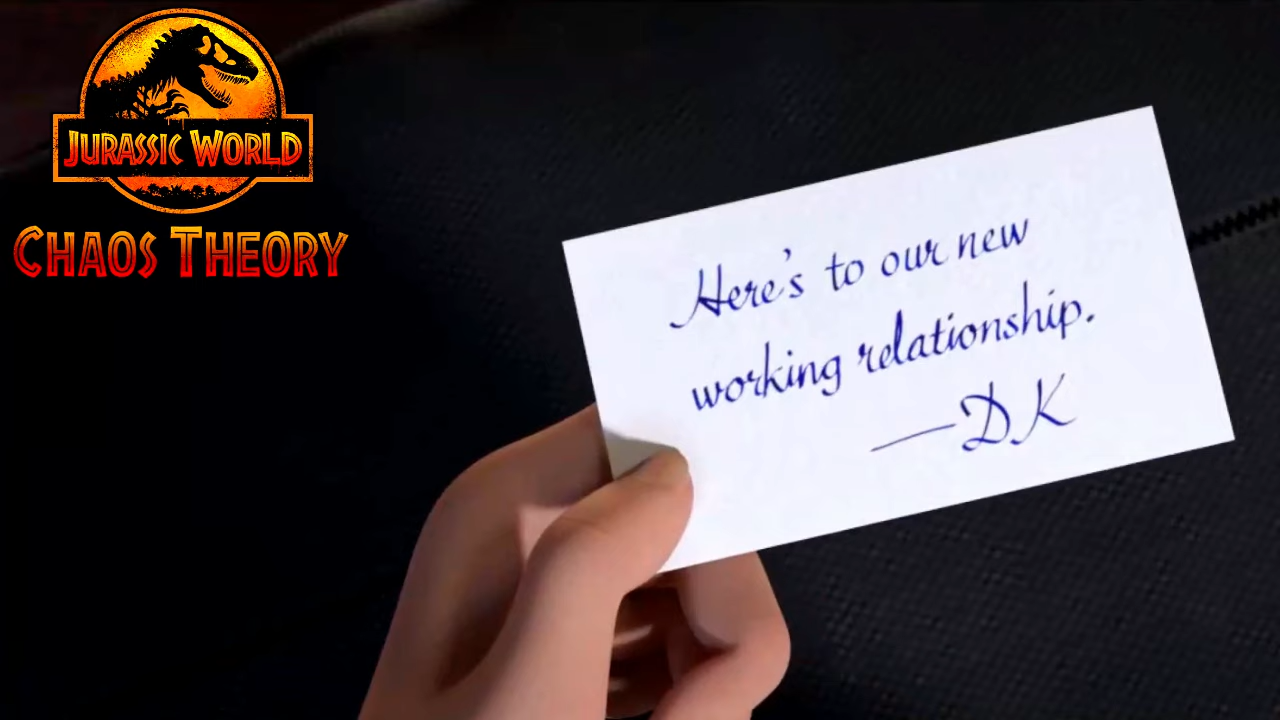 JURASSIC WORLD
CHAOS THEORY
Here's to our new
working relationship.
—DK